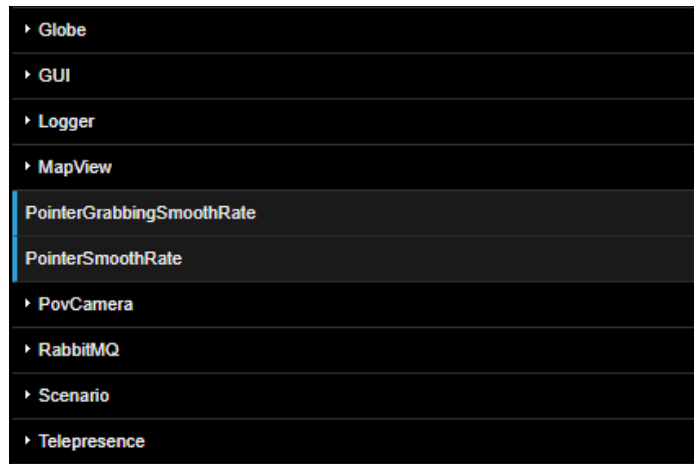 Globe
GUI
Logger
MapView
PointerGrabbingSmoothRate
PointerSmoothRate
PovCamera
RabbitMQ
Scenario
Telepresence